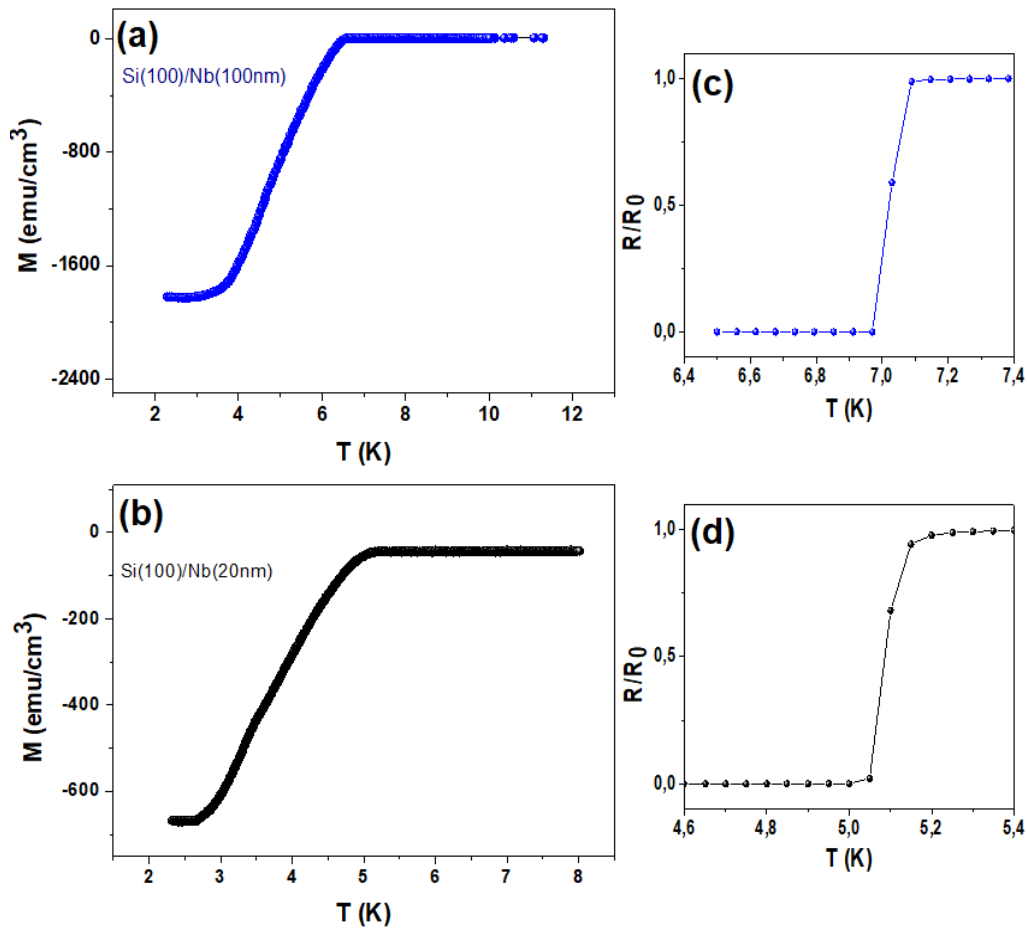 (a)
Si(100)/Nb(100nm)
M (emu/cm³)
0
-800
-1600
-2400
2 4 6 8 10 12
T (K)
(c)
R/R₀
1,0
0,5
0,0
6,4 6,6 6,8 7,0 7,2 7,4
T (K)
(b)
Si(100)/Nb(20nm)
M (emu/cm³)
0
-200
-400
-600
2 3 4 5 6 7 8
T (K)
(d)
R/R₀
1,0
0,5
0,0
4,6 4,8 5,0 5,2 5,4
T (K)